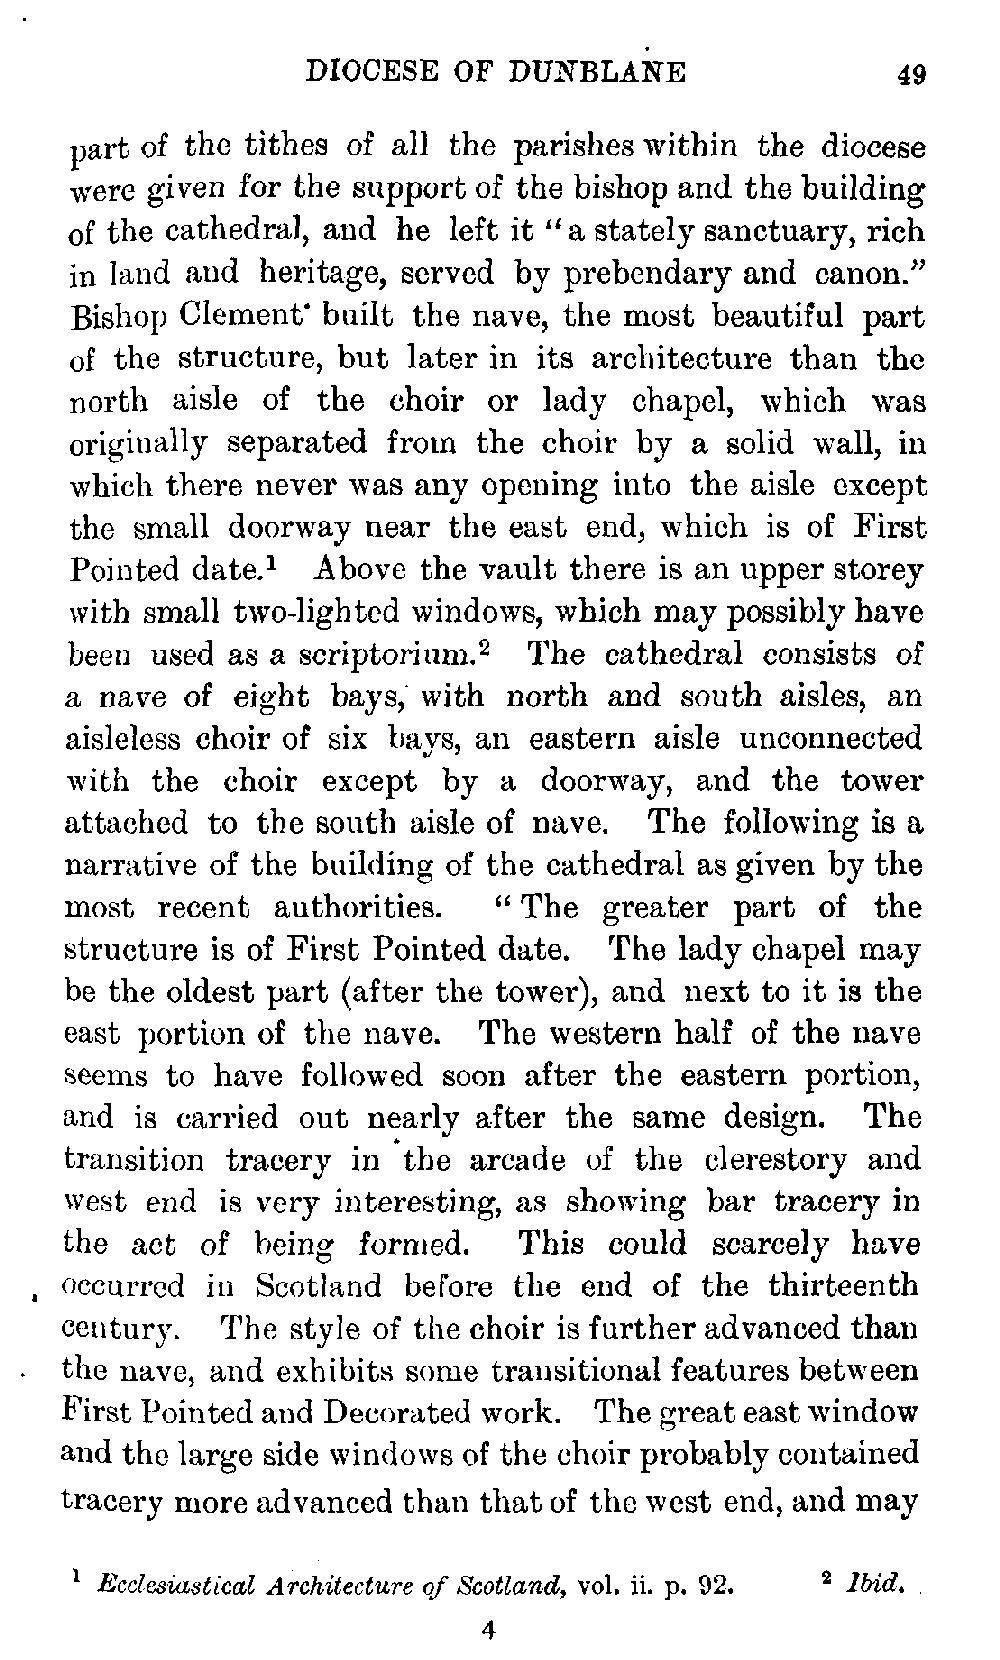 DIOCESE OF DUNBLANE 49
part of the tithes of all the parishes within the diocese
were given for the support of the bishop and the building
of the cathedral, and he left it “a stately sanctuary, rich
in land and heritage, served by prebendary and canon.”
Bishop Clement built the nave, the most beautiful part
of the structure, but later in its architecture than the
north aisle of the choir or lady chapel, which was
originally separated from the choir by a solid wall, in
which there never was any opening into the aisle except
the small doorway near the east end, which is of First
Pointed date.¹ Above the vault there is an upper storey
with small two-lighted windows, which may possibly have
been used as a scriptorium.² The cathedral consists of
a nave of eight bays, with north and south aisles, an
aisleless choir of six bays, an eastern aisle unconnected
with the choir except by a doorway, and the tower
attached to the south aisle of nave. The following is a
narrative of the building of the cathedral as given by the
most recent authorities. “The greater part of the
structure is of First Pointed date. The lady chapel may
be the oldest part (after the tower), and next to it is the
east portion of the nave. The western half of the nave
seems to have followed soon after the eastern portion,
and is carried out nearly after the same design. The
transition tracery in the arcade of the clerestory and
west end is very interesting, as showing bar tracery in
the act of being formed. This could scarcely have
occurred in Scotland before the end of the thirteenth
century. The style of the choir is further advanced than
the nave, and exhibits some transitional features between
First Pointed and Decorated work. The great east window
and the large side windows of the choir probably contained
tracery more advanced than that of the west end, and may
¹ Ecclesiastical Architecture of Scotland, vol. ii. p. 92. ² Ibid.
4